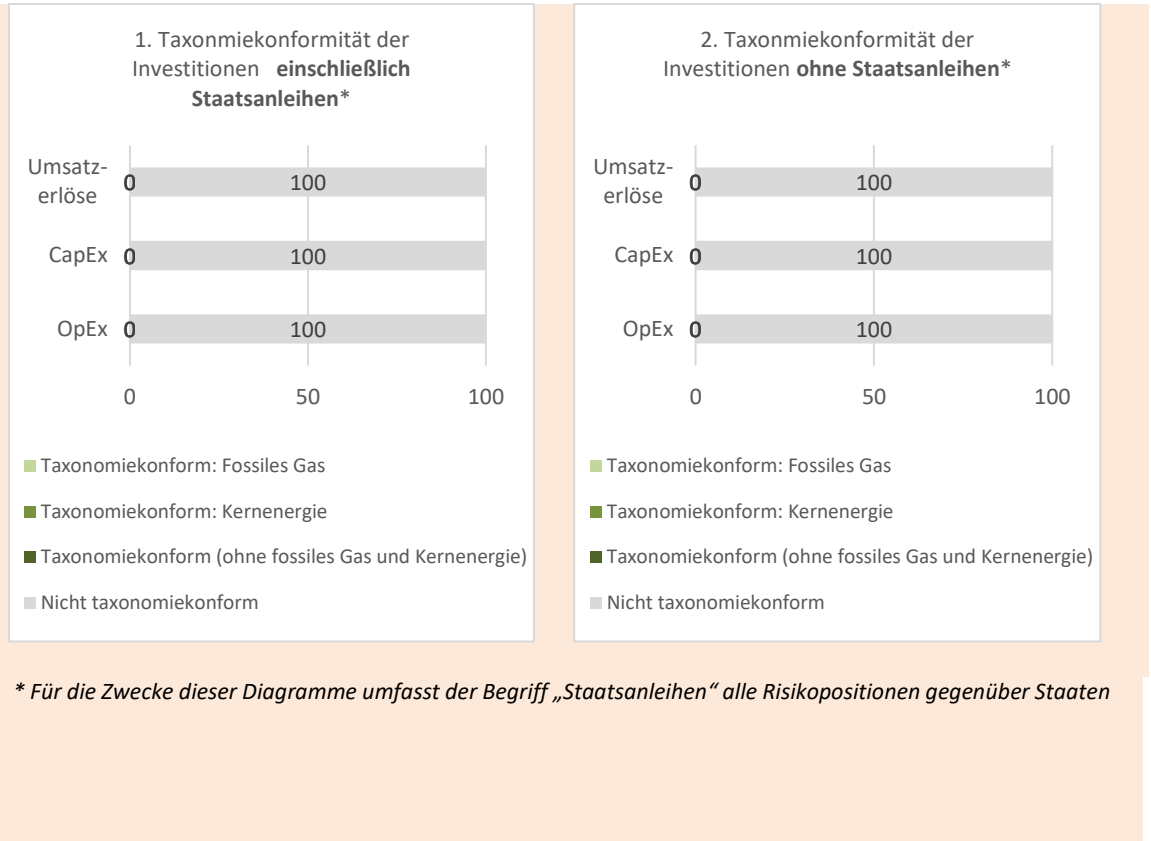 1. Taxonmiekonformität der
Investitionen einschließlich
Staatsanleihen*
Umsatz-
erlöse
0
100
CapEx
0
100
OpEx
0
100
0
50
100
Taxonomiekonform: Fossiles Gas
Taxonomiekonform: Kernenergie
Taxonomiekonform (ohne fossiles Gas und Kernenergie)
Nicht taxonomiekonform
2. Taxonmiekonformität der
Investitionen ohne Staatsanleihen*
Umsatz-
erlöse
0
100
CapEx
0
100
OpEx
0
100
0
50
100
Taxonomiekonform: Fossiles Gas
Taxonomiekonform: Kernenergie
Taxonomiekonform (ohne fossiles Gas und Kernenergie)
Nicht taxonomiekonform
* Für die Zwecke dieser Diagramme umfasst der Begriff „Staatsanleihen“ alle Risikopositionen gegenüber Staaten